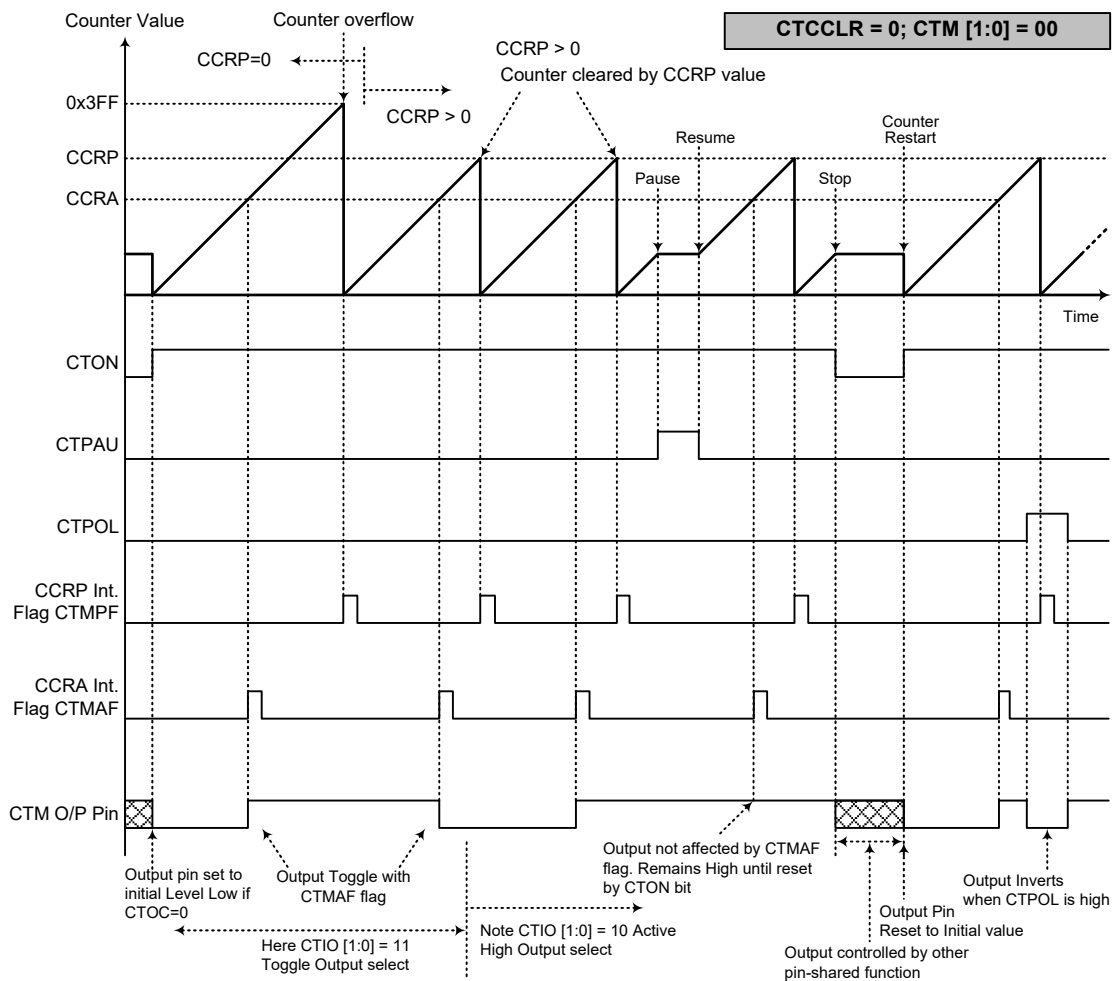 Counter Value
Counter overflow
CTCCLR = 0; CTM [1:0] = 00
CCRP=0
CCRP > 0
CCRP > 0
Counter cleared by CCRP value
0x3FF
CCRP
CCRA
Pause
Resume
Stop
Counter
Restart
Time
CTON
CTPAU
CTPOL
CCRP Int.
Flag CTMPF
CCRA Int.
Flag CTMAF
CTM O/P Pin
Output pin set to
initial Level Low if
CTOC=0
Output Toggle with
CTMAF flag
Here CTIO [1:0] = 11
Toggle Output select
Note CTIO [1:0] = 10 Active
High Output select
Output not affected by CTMAF
flag. Remains High until reset
by CTON bit
Output controlled by other
pin-shared function
Output Pin
Reset to Initial value
Output Inverts
when CTPOL is high